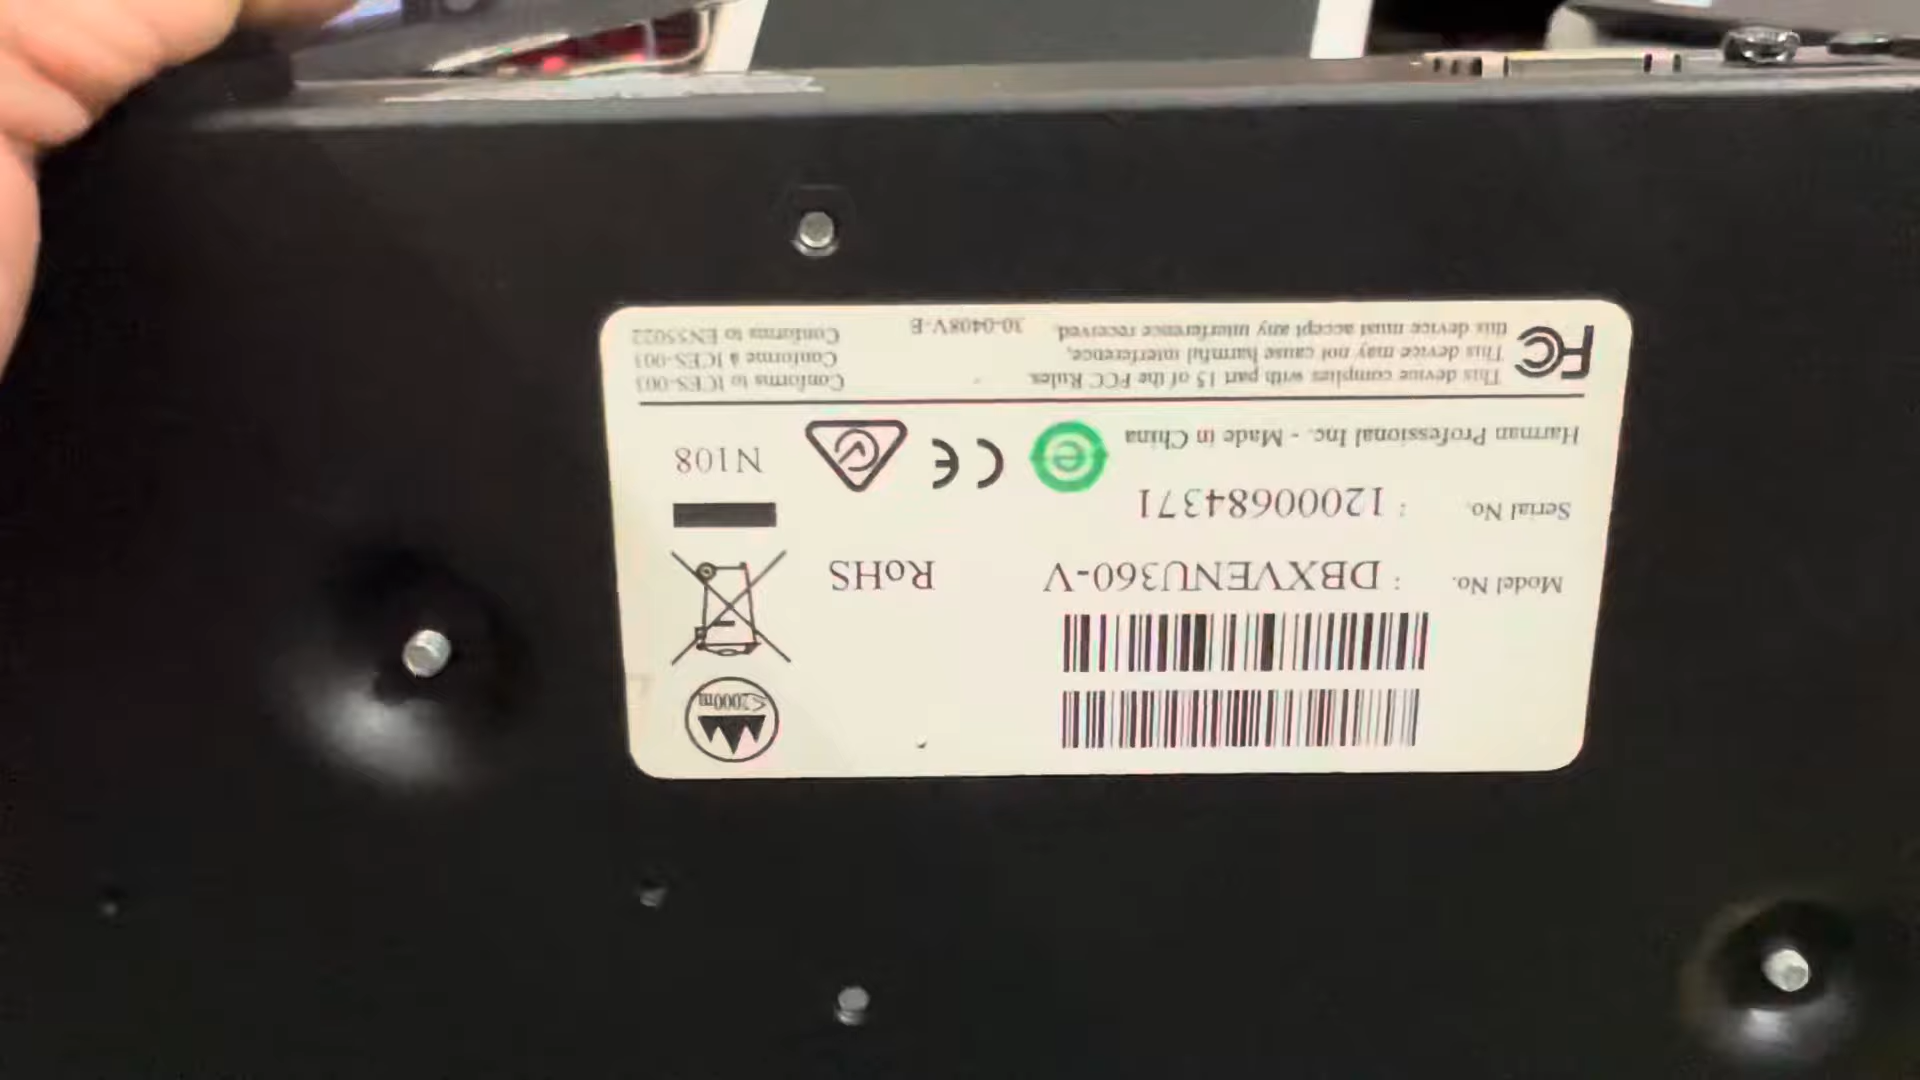 ≤2000m
Model No. : DBXVENU360-V RoHS
Serial No. : 12000684371
Harman Professional Inc. - Made in China
e CE N108
FC
This device complies with part 15 of the FCC Rules.
This device may not cause harmful interference,
this device must accept any interference received.
30-0408V-E
Conforms to ICES-003
Conforme à ICES-003
Conforms to EN55022